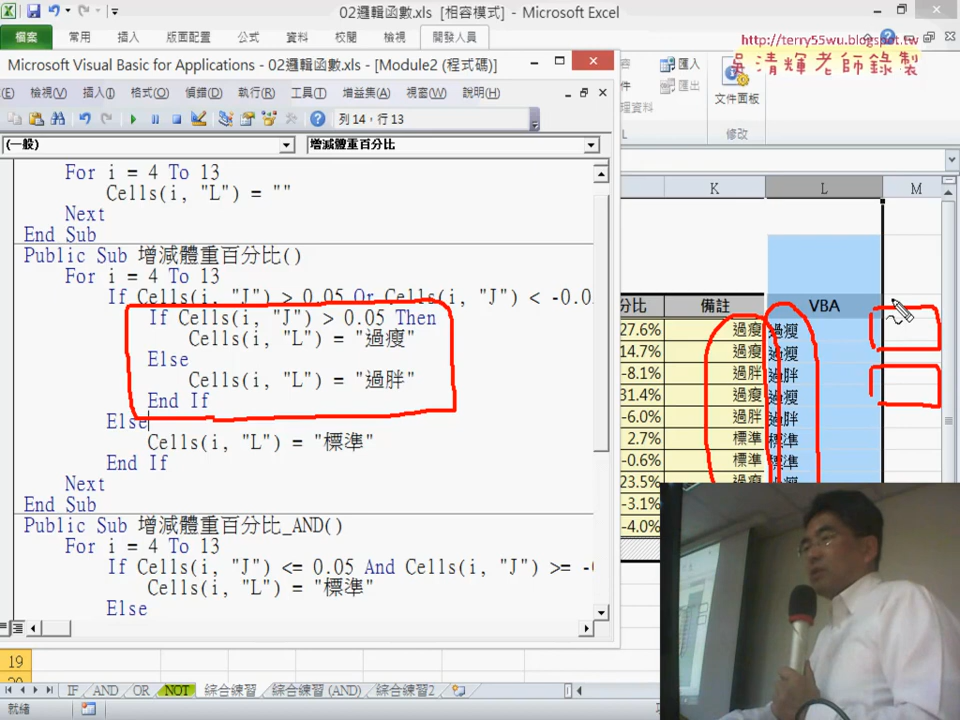 02邏輯函數.xls [相容模式] - Microsoft Excel
http://terry55wu.blogspot.tw
吳清輝老師錄製
檔案 常用 插入 版面配置 公式 資料 校閱 檢視 開發人員
匯入
匯出
文件面板
修改
Microsoft Visual Basic for Applications - 02邏輯函數.xls - [Module2 (程式碼)]
(E) 檢視(V) 插入(I) 格式(O) 偵錯(D) 執行(R) 工具(T) 增益集(A) 視窗(W) 說明(H)
列 14，行 13
(一般) 增減體重百分比
For i = 4 To 13
Cells(i, "L") = ""
Next
End Sub
Public Sub 增減體重百分比()
For i = 4 To 13
If Cells(i, "J") > 0.05 Or Cells(i, "J") < -0.0
If Cells(i, "J") > 0.05 Then
Cells(i, "L") = "過瘦"
Else
Cells(i, "L") = "過胖"
End If
Else
Cells(i, "L") = "標準"
End If
Next
End Sub
Public Sub 增減體重百分比_AND()
For i = 4 To 13
If Cells(i, "J") <= 0.05 And Cells(i, "J") >= -
Cells(i, "L") = "標準"
Else
K L M
分比 備註 VBA
27.6% 過瘦 過瘦
14.7% 過瘦 過瘦
-8.1% 過胖 過胖
31.4% 過瘦 過瘦
-6.0% 過胖 過胖
2.7% 標準 標準
-0.6% 標準 標準
23.5% 過瘦 過瘦
-3.1%
-4.0%
19
IF AND OR NOT 綜合練習 綜合練習 (AND) 綜合練習2
就緒